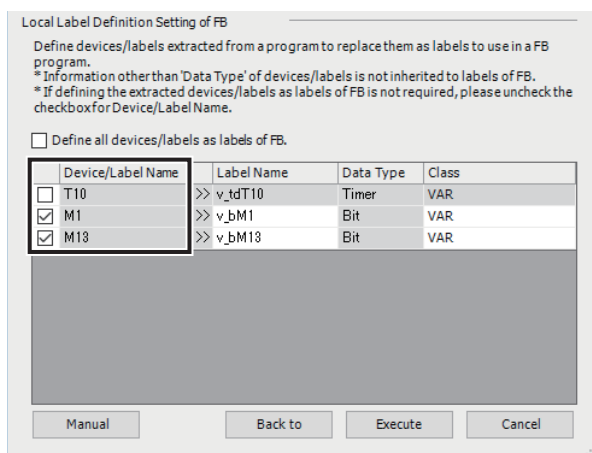 Local Label Definition Setting of FB
Define devices/labels extracted from a program to replace them as labels to use in a FB
program.
* Information other than 'Data Type' of devices/labels is not inherited to labels of FB.
* If defining the extracted devices/labels as labels of FB is not required, please uncheck the
checkbox for Device/Label Name.
Define all devices/labels as labels of FB.
Device/Label Name Label Name Data Type Class
T10 >> v_tdT10 Timer VAR
M1 >> v_bM1 Bit VAR
M13 >> v_bM13 Bit VAR
Manual Back to Execute Cancel